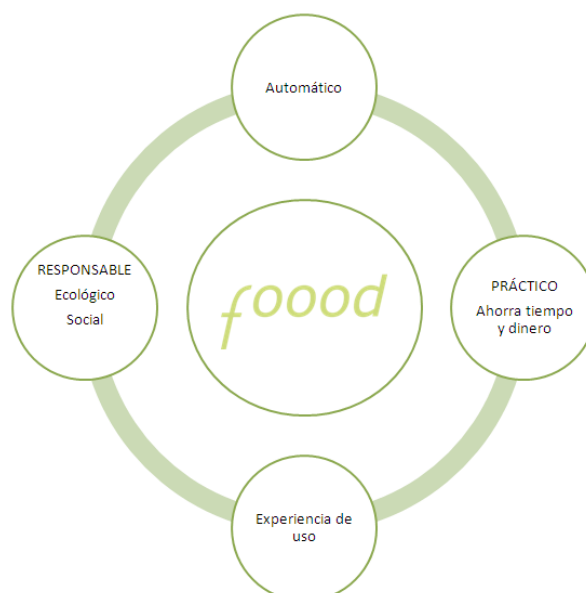 Automático
RESPONSABLE
Ecológico
Social
foood
PRÁCTICO
Ahorra tiempo
y dinero
Experiencia de
uso